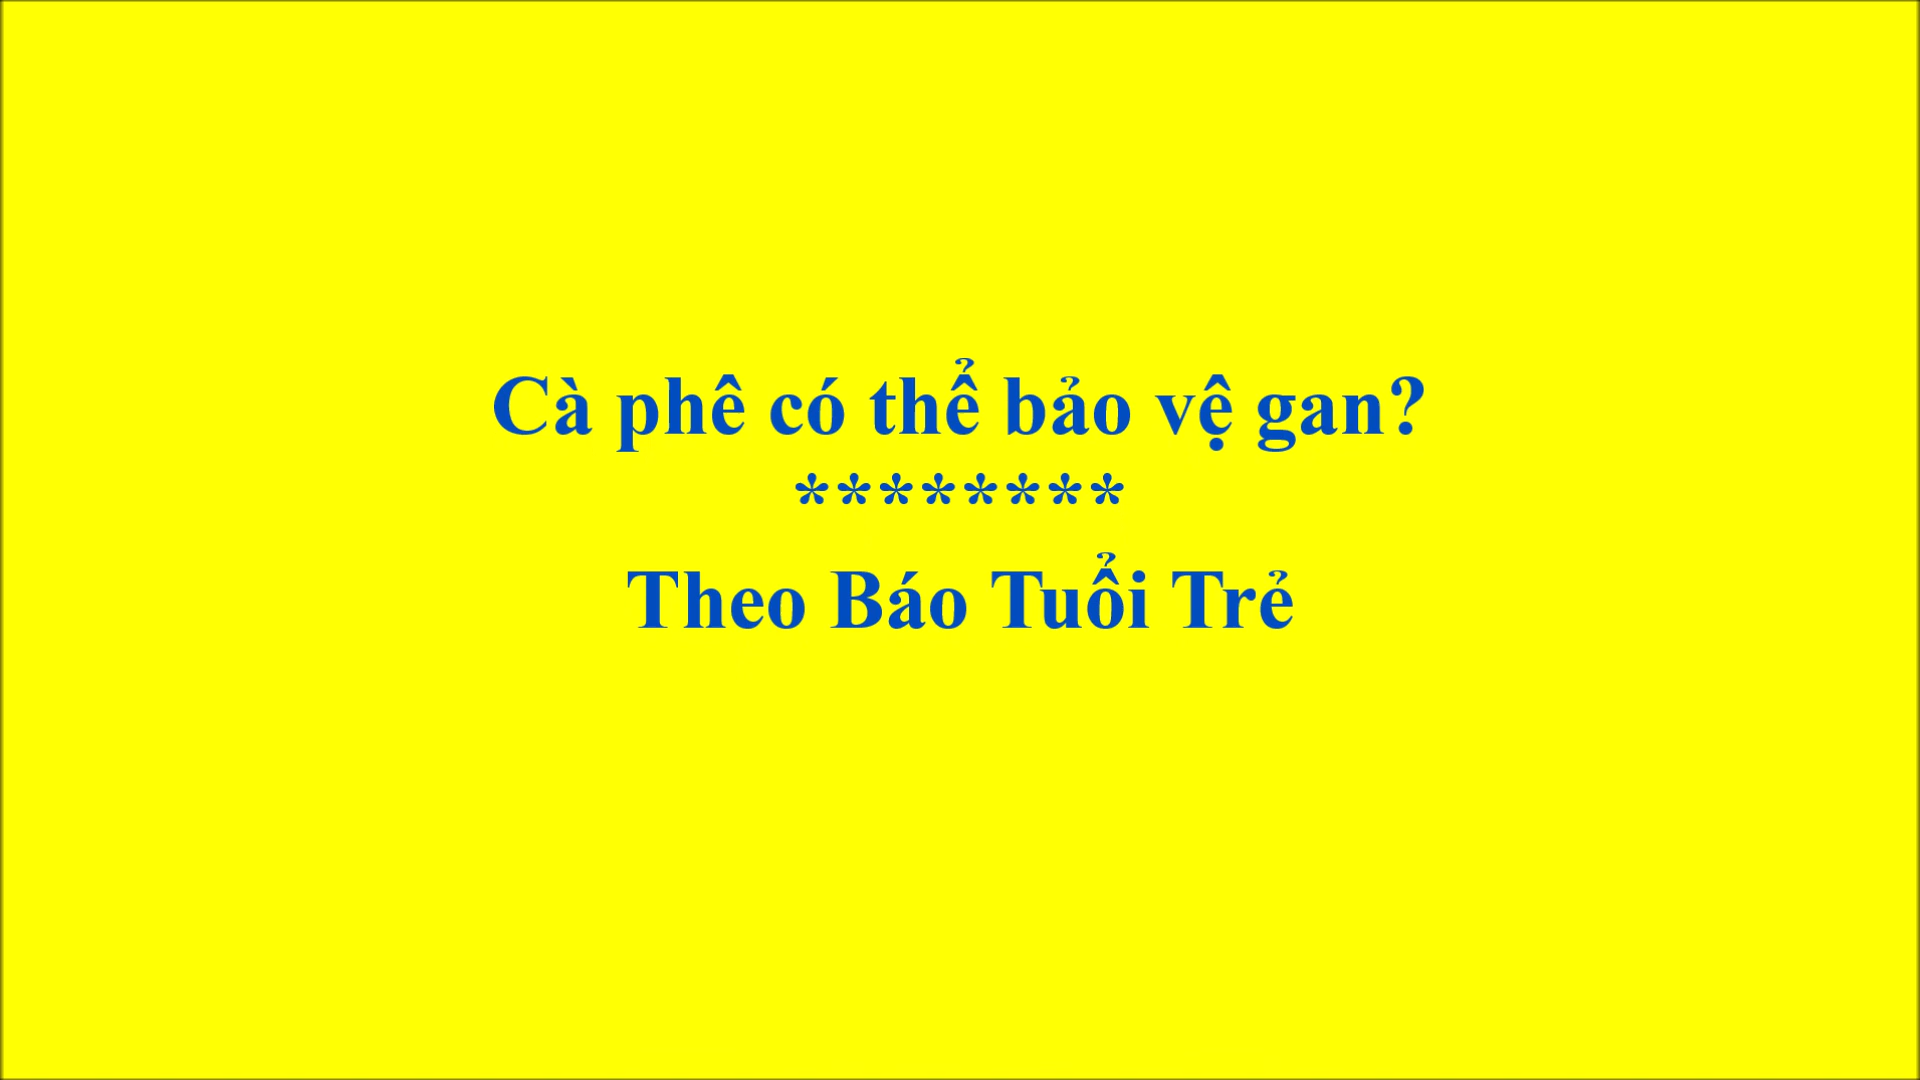 Cà phê có thể bảo vệ gan?
********
Theo Báo Tuổi Trẻ